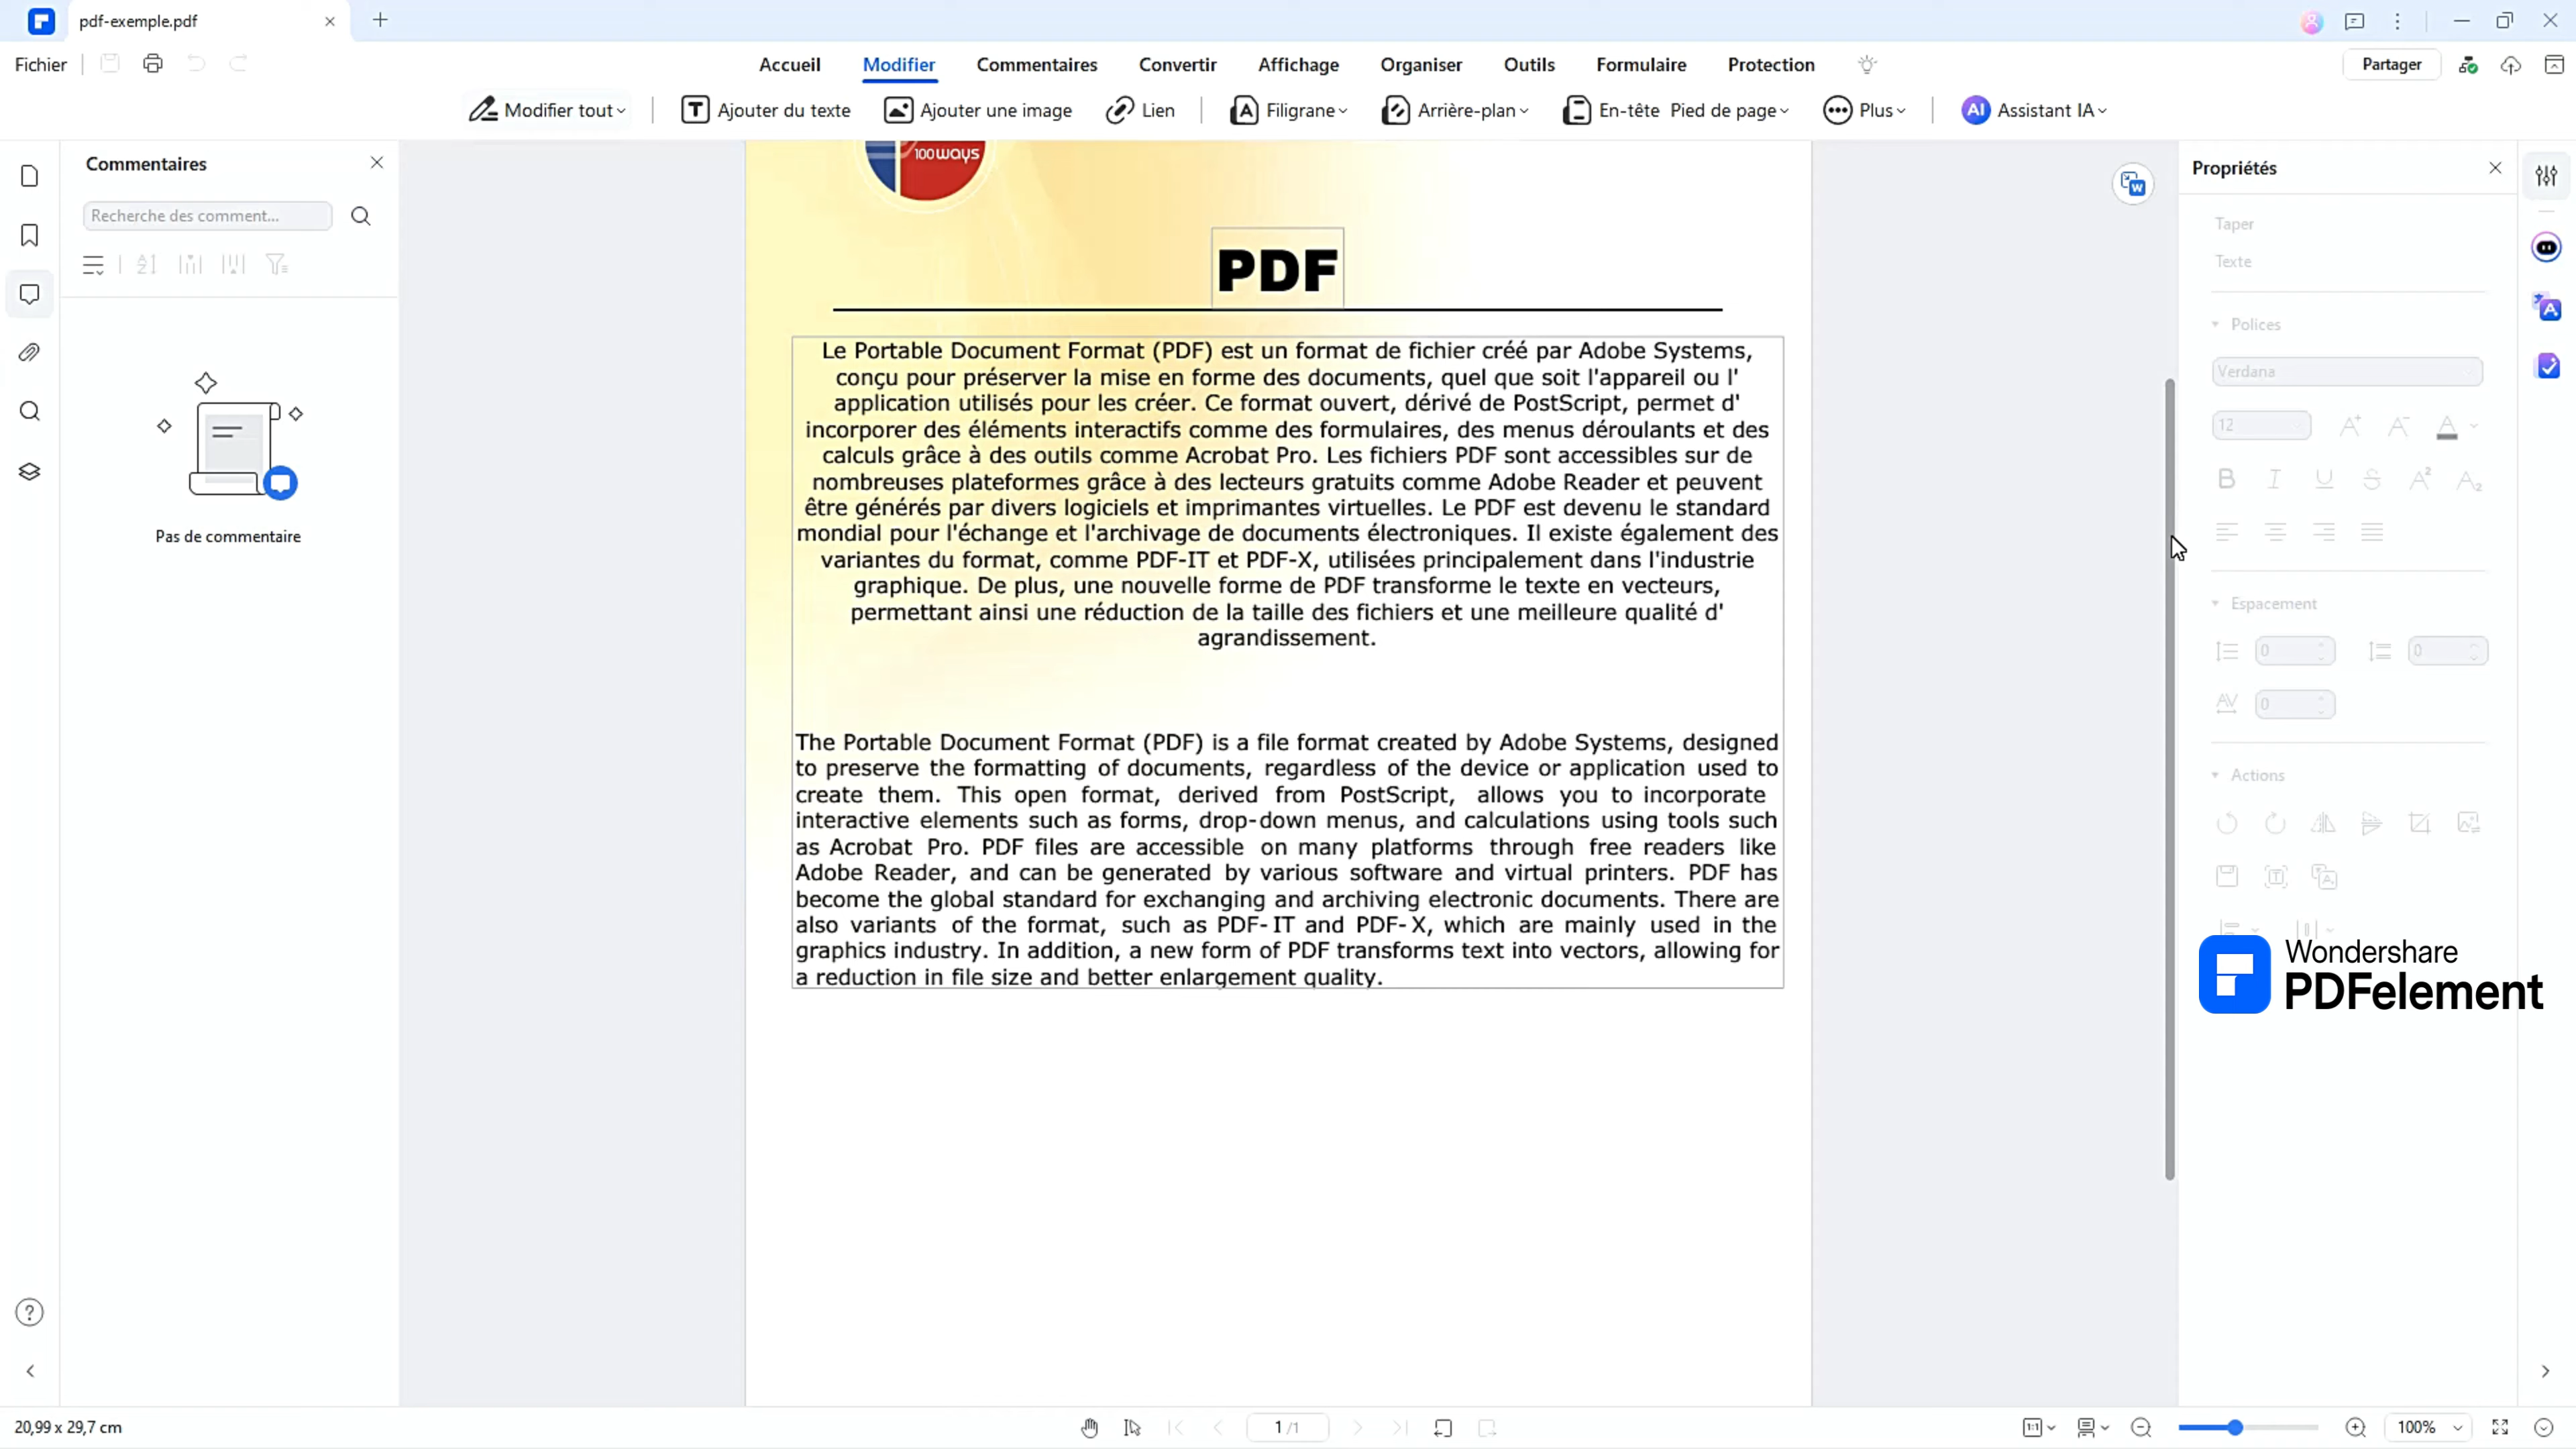 pdf-exemple.pdf
Fichier
Accueil Modifier Commentaires Convertir Affichage Organiser Outils Formulaire Protection
Partager
Modifier tout Ajouter du texte Ajouter une image Lien Filigrane Arrière-plan En-tête Pied de page Plus AI Assistant IA
Commentaires
Recherche des comment...
Pas de commentaire
100ways
PDF
Le Portable Document Format (PDF) est un format de fichier créé par Adobe Systems,
conçu pour préserver la mise en forme des documents, quel que soit l'appareil ou l'
application utilisés pour les créer. Ce format ouvert, dérivé de PostScript, permet d'
incorporer des éléments interactifs comme des formulaires, des menus déroulants et des
calculs grâce à des outils comme Acrobat Pro. Les fichiers PDF sont accessibles sur de
nombreuses plateformes grâce à des lecteurs gratuits comme Adobe Reader et peuvent
être générés par divers logiciels et imprimantes virtuelles. Le PDF est devenu le standard
mondial pour l'échange et l'archivage de documents électroniques. Il existe également des
variantes du format, comme PDF-IT et PDF-X, utilisées principalement dans l'industrie
graphique. De plus, une nouvelle forme de PDF transforme le texte en vecteurs,
permettant ainsi une réduction de la taille des fichiers et une meilleure qualité d'
agrandissement.
The Portable Document Format (PDF) is a file format created by Adobe Systems, designed
to preserve the formatting of documents, regardless of the device or application used to
create them. This open format, derived from PostScript, allows you to incorporate
interactive elements such as forms, drop-down menus, and calculations using tools such
as Acrobat Pro. PDF files are accessible on many platforms through free readers like
Adobe Reader, and can be generated by various software and virtual printers. PDF has
become the global standard for exchanging and archiving electronic documents. There are
also variants of the format, such as PDF-IT and PDF-X, which are mainly used in the
graphics industry. In addition, a new form of PDF transforms text into vectors, allowing for
a reduction in file size and better enlargement quality.
Propriétés
Taper
Texte
Polices
Verdana
12
Espacement
0 0
0
Actions
Wondershare
PDFelement
20,99 x 29,7 cm
1 /1
100%